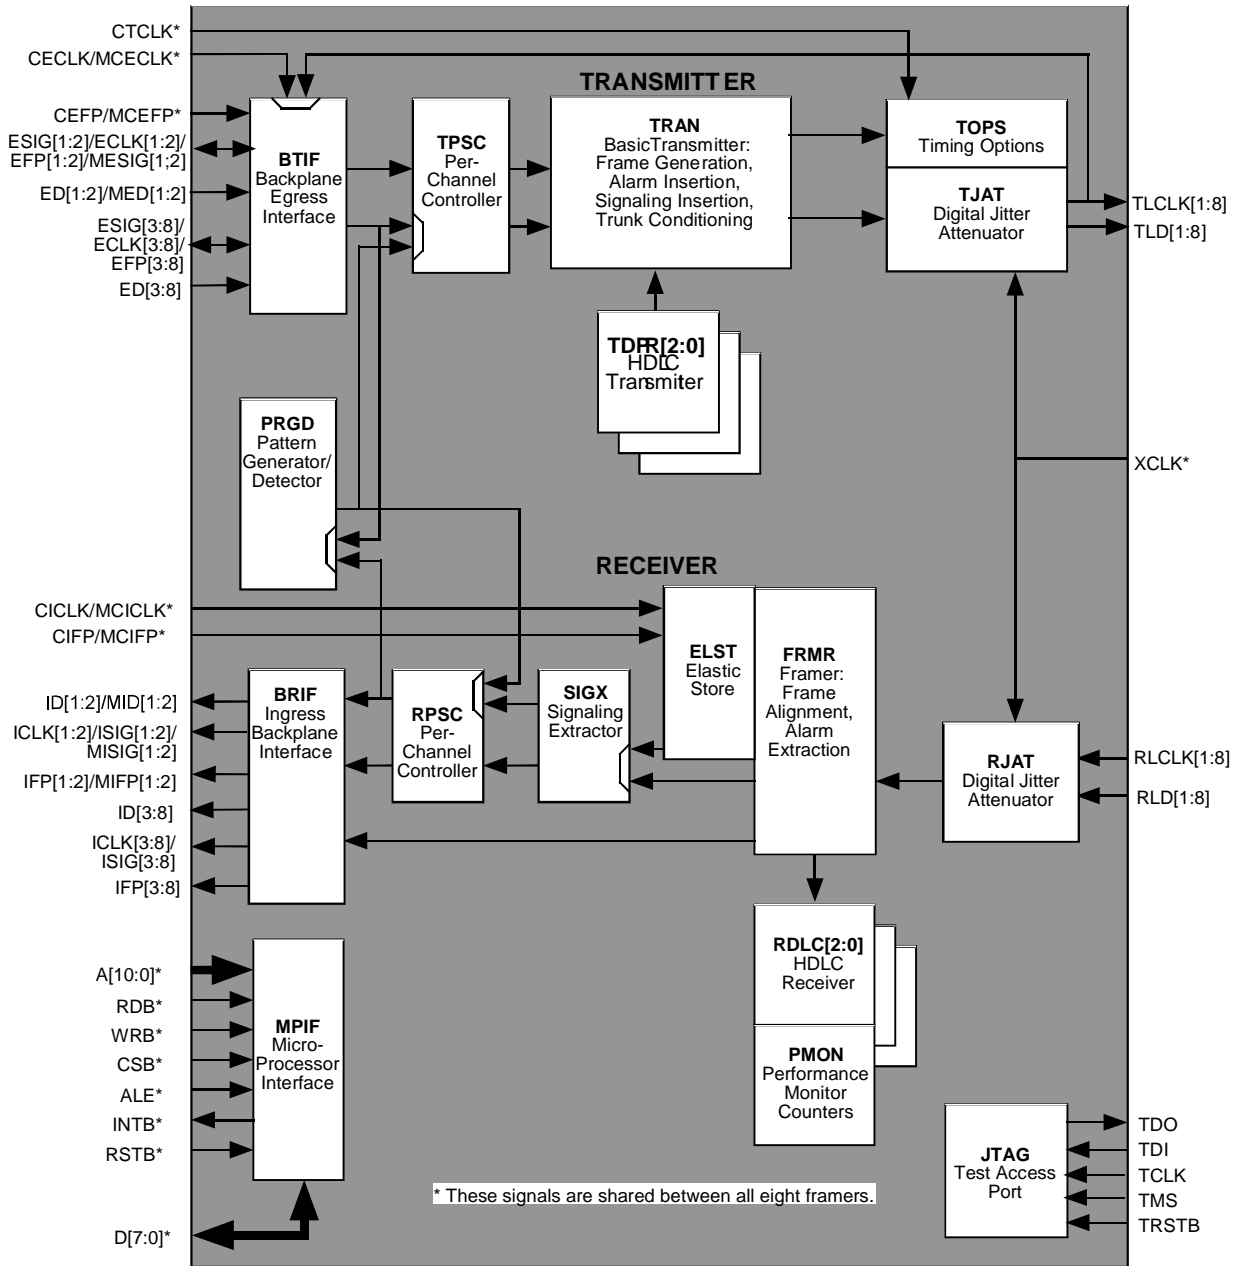 CTCLK*
CECLK/MCECLK*
CEFP/MCEFP*
ESIG[1:2]/ECLK[1:2]/
EFP[1:2]/MESIG[1;2]
ED[1:2]/MED[1:2]
ESIG[3:8]/
ECLK[3:8]/
EFP[3:8]
ED[3:8]
BTIF
Backplane
Egress
Interface
TPSC
Per-
Channel
Controller
TRANSMITTER
TRAN
BasicTransmitter:
Frame Generation,
Alarm Insertion,
Signaling Insertion,
Trunk Conditioning
TOPS
Timing Options
TJAT
Digital Jitter
Attenuator
TLCLK[1:8]
TLD[1:8]
TDPR[2:0]
HDLC
Transmitter
PRGD
Pattern
Generator/
Detector
XCLK*
RECEIVER
CICLK/MCICLK*
CIFP/MCIFP*
ELST
Elastic
Store
FRMR
Framer:
Frame
Alignment,
Alarm
Extraction
ID[1:2]/MID[1:2]
ICLK[1:2]/ISIG[1:2]/
MISIG[1:2]
IFP[1:2]/MIFP[1:2]
ID[3:8]
ICLK[3:8]/
ISIG[3:8]
IFP[3:8]
BRIF
Ingress
Backplane
Interface
RPSC
Per-
Channel
Controller
SIGX
Signaling
Extractor
RJAT
Digital Jitter
Attenuator
RLCLK[1:8]
RLD[1:8]
RDLC[2:0]
HDLC
Receiver
PMON
Performance
Monitor
Counters
A[10:0]*
RDB*
WRB*
CSB*
ALE*
INTB*
RSTB*
D[7:0]*
MPIF
Micro-
Processor
Interface
JTAG
Test Access
Port
TDO
TDI
TCLK
TMS
TRSTB
* These signals are shared between all eight framers.